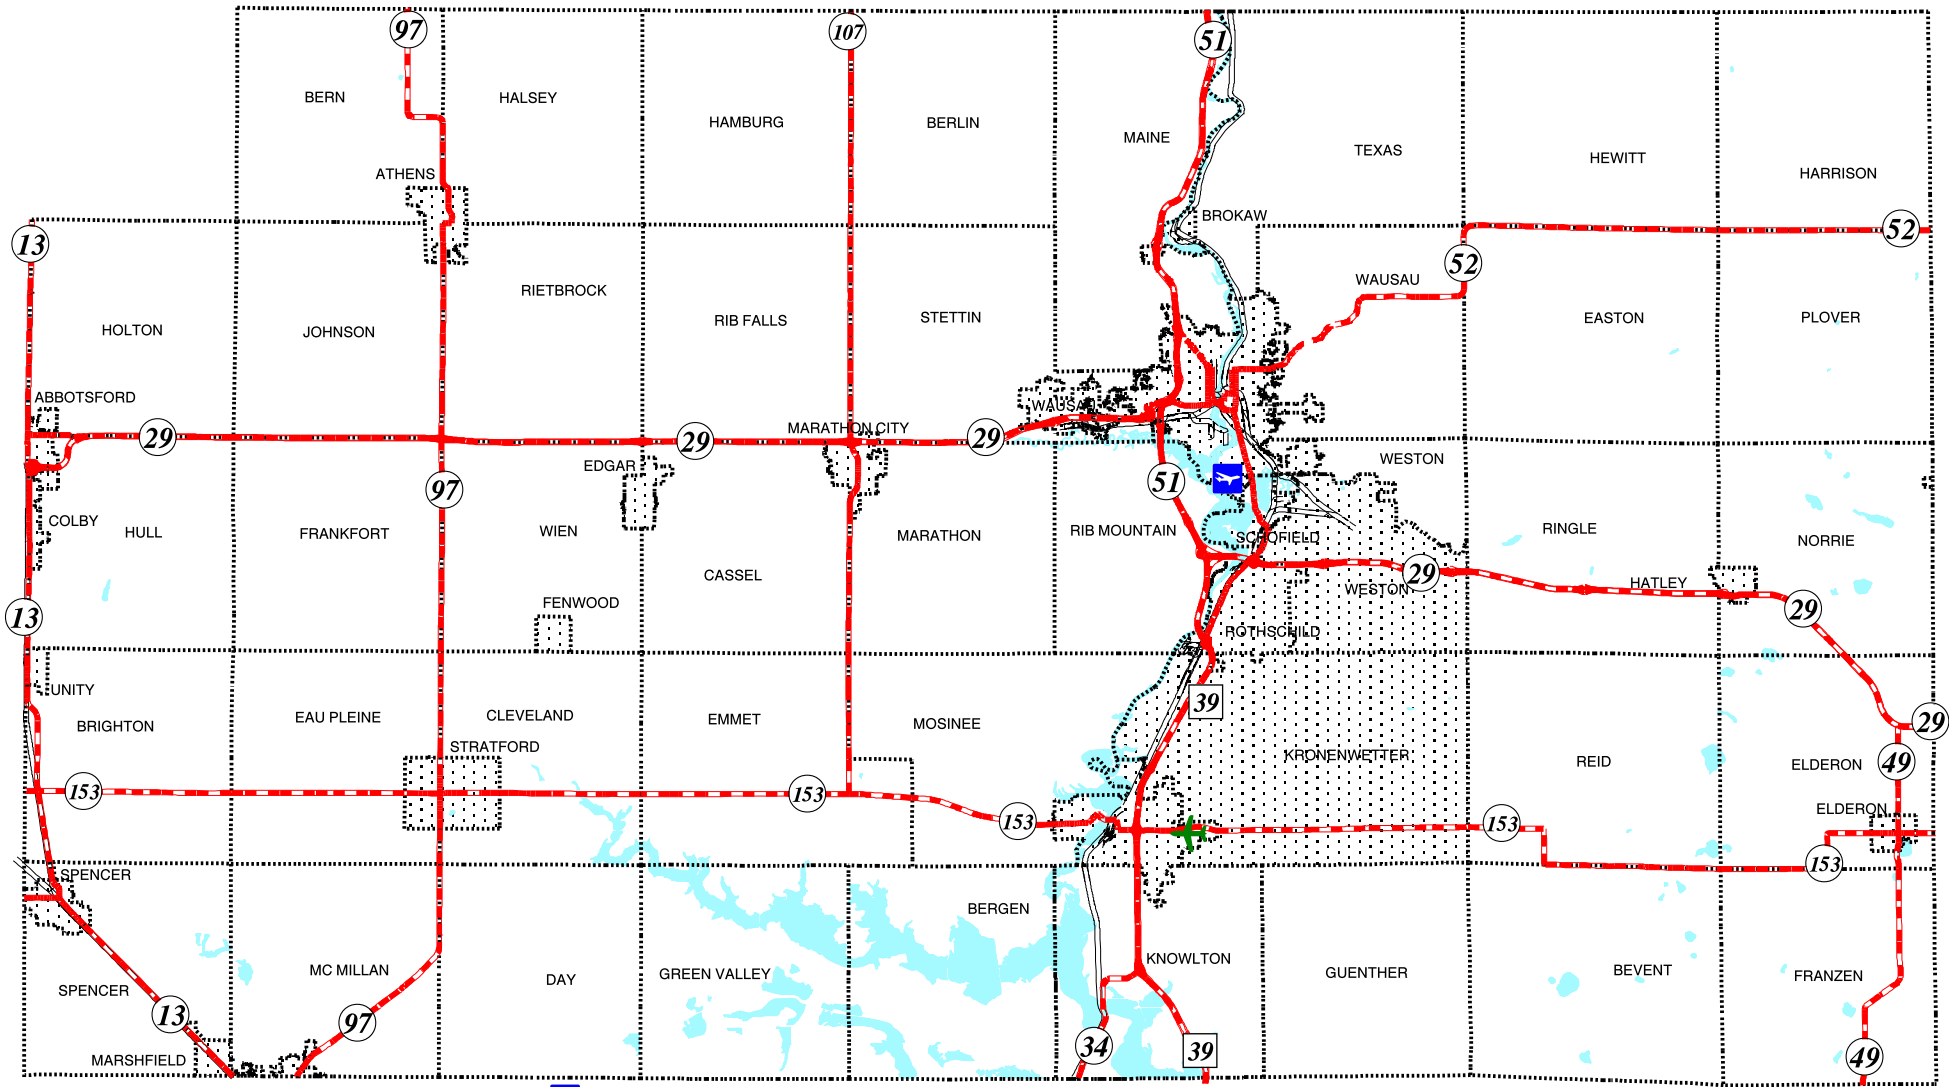 97
107
51
BERN
HALSEY
HAMBURG
BERLIN
MAINE
TEXAS
HEWITT
HARRISON
ATHENS
BROKAW
13
52
52
WAUSAU
HOLTON
JOHNSON
RIETBROCK
RIB FALLS
STETTIN
EASTON
PLOVER
ABBOTSFORD
WAUSAU
29
29
MARATHON CITY
29
EDGAR
WESTON
97
51
COLBY
HULL
FRANKFORT
WIEN
MARATHON
RIB MOUNTAIN
SCHOFIELD
RINGLE
NORRIE
CASSEL
29
WESTON
HATLEY
13
FENWOOD
29
ROTHSCHILD
UNITY
BRIGHTON
EAU PLEINE
CLEVELAND
EMMET
MOSINEE
39
29
STRATFORD
KRONENWETTER
REID
ELDERON
49
153
153
153
153
ELDERON
153
SPENCER
BERGEN
KNOWLTON
SPENCER
MC MILLAN
DAY
GREEN VALLEY
GUENTHER
BEVENT
FRANZEN
13
97
34
39
49
MARSHFIELD